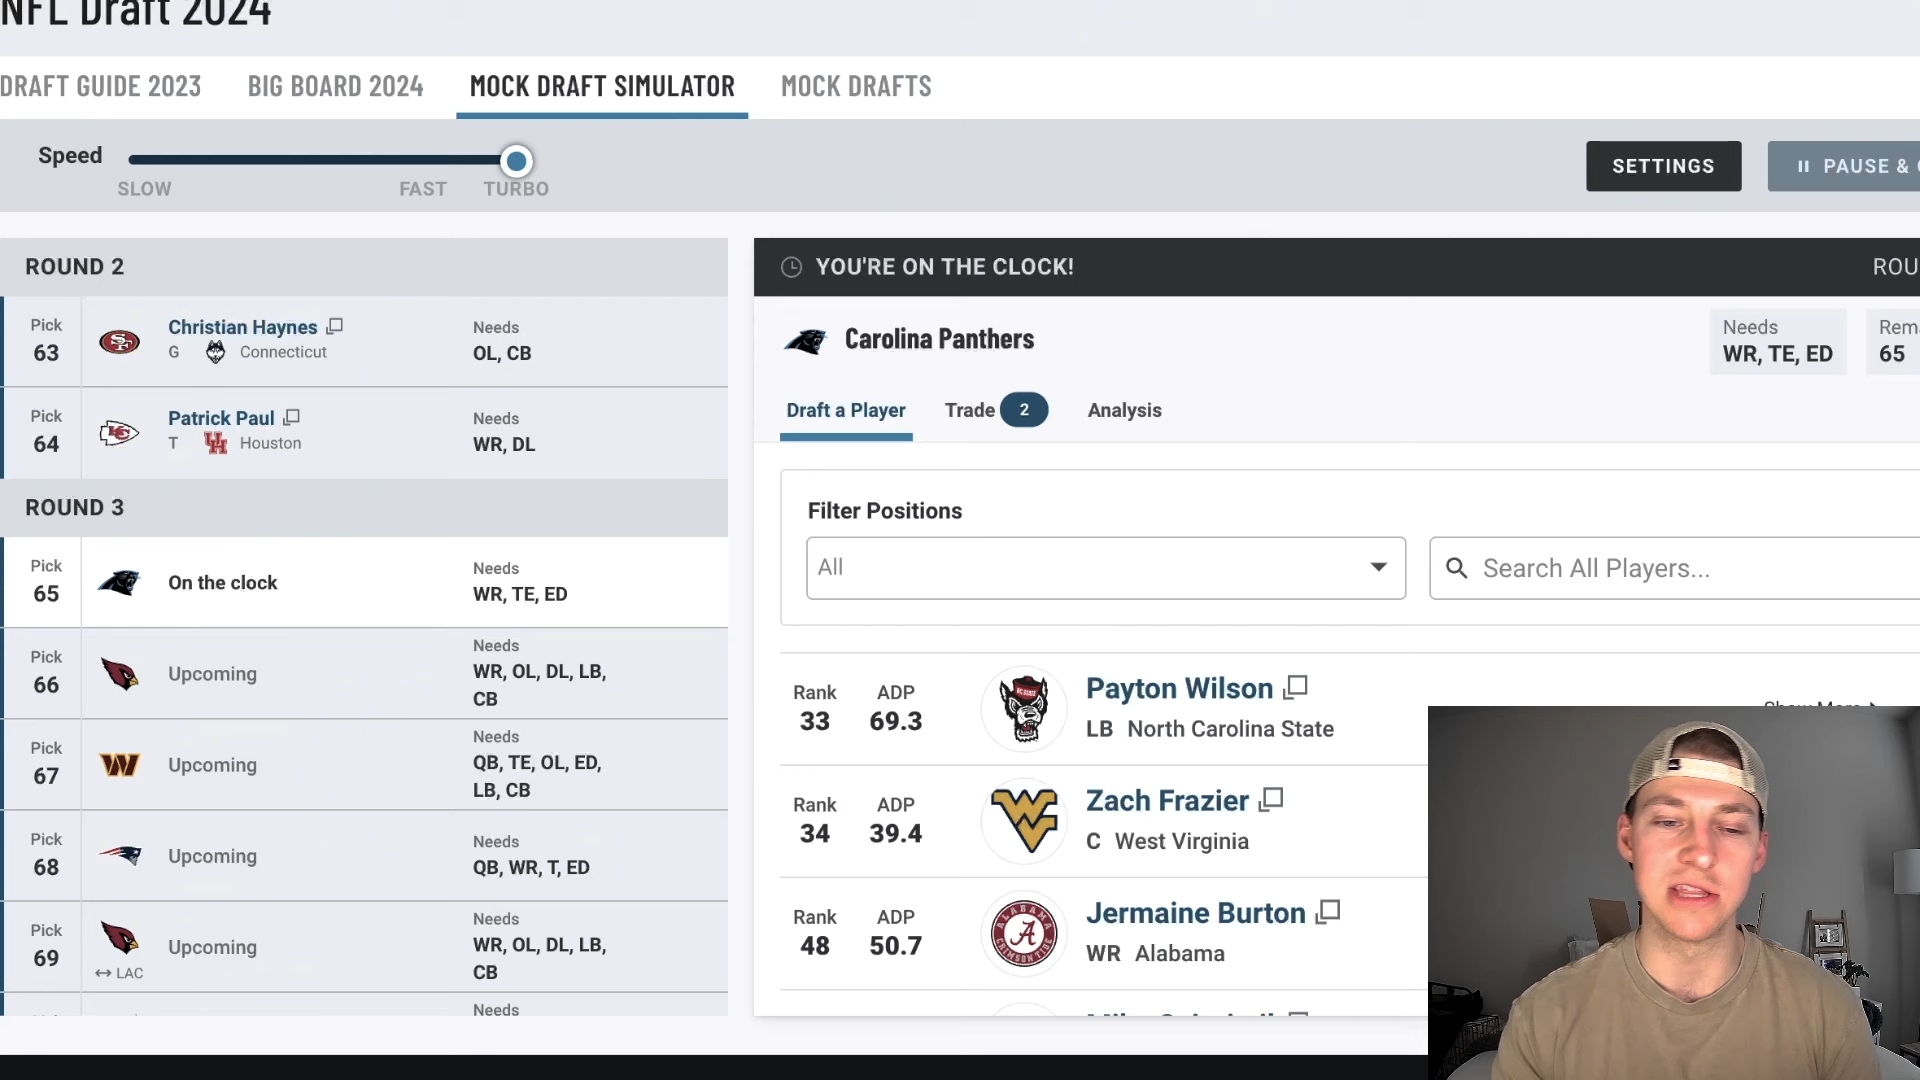 NFL Draft 2024
DRAFT GUIDE 2023
BIG BOARD 2024
MOCK DRAFT SIMULATOR
MOCK DRAFTS
Speed
SLOW
FAST
TURBO
SETTINGS
PAUSE &
ROUND 2
Pick
63
Christian Haynes
G Connecticut
Needs
OL, CB
Pick
64
Patrick Paul
T Houston
Needs
WR, DL
ROUND 3
Pick
65
On the clock
Needs
WR, TE, ED
Pick
66
Upcoming
Needs
WR, OL, DL, LB,
CB
Pick
67
Upcoming
Needs
QB, TE, OL, ED,
LB, CB
Pick
68
Upcoming
Needs
QB, WR, T, ED
Pick
69
LAC
Upcoming
Needs
WR, OL, DL, LB,
CB
Needs
YOU'RE ON THE CLOCK!
ROU
Carolina Panthers
Needs
WR, TE, ED
Rem
65
Draft a Player
Trade 2
Analysis
Filter Positions
All
Search All Players...
Rank
33
ADP
69.3
Payton Wilson
LB North Carolina State
Rank
34
ADP
39.4
Zach Frazier
C West Virginia
Rank
48
ADP
50.7
Jermaine Burton
WR Alabama